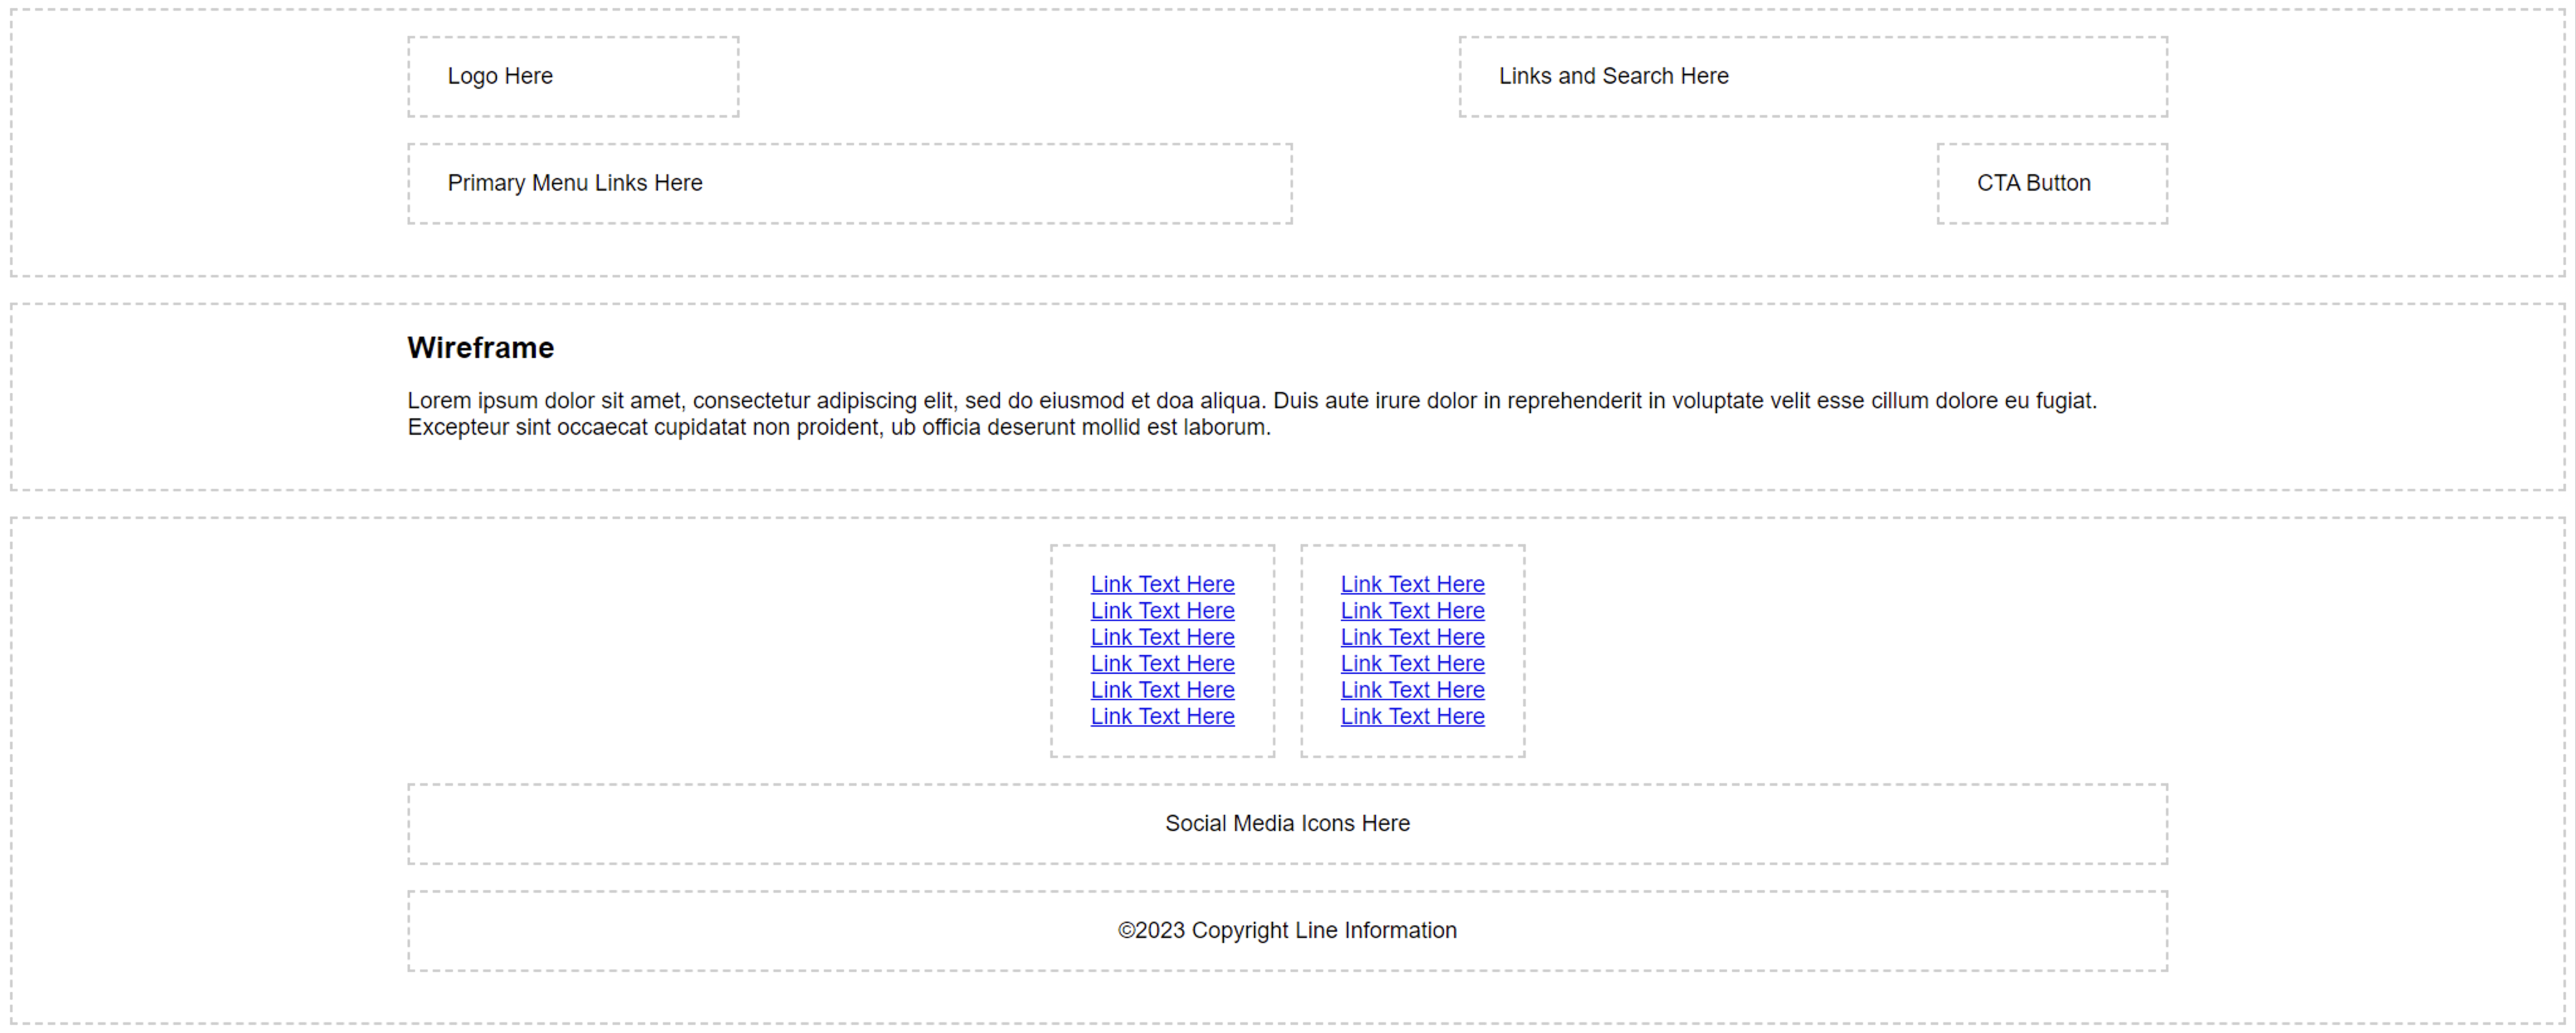 Logo Here
Links and Search Here
Primary Menu Links Here
CTA Button
Wireframe
Lorem ipsum dolor sit amet, consectetur adipiscing elit, sed do eiusmod et doa aliqua. Duis aute irure dolor in reprehenderit in voluptate velit esse cillum dolore eu fugiat.
Excepteur sint occaecat cupidatat non proident, ub officia deserunt mollid est laborum.
Link Text Here
Link Text Here
Link Text Here
Link Text Here
Link Text Here
Link Text Here
Link Text Here
Link Text Here
Link Text Here
Link Text Here
Link Text Here
Link Text Here
Social Media Icons Here
©2023 Copyright Line Information